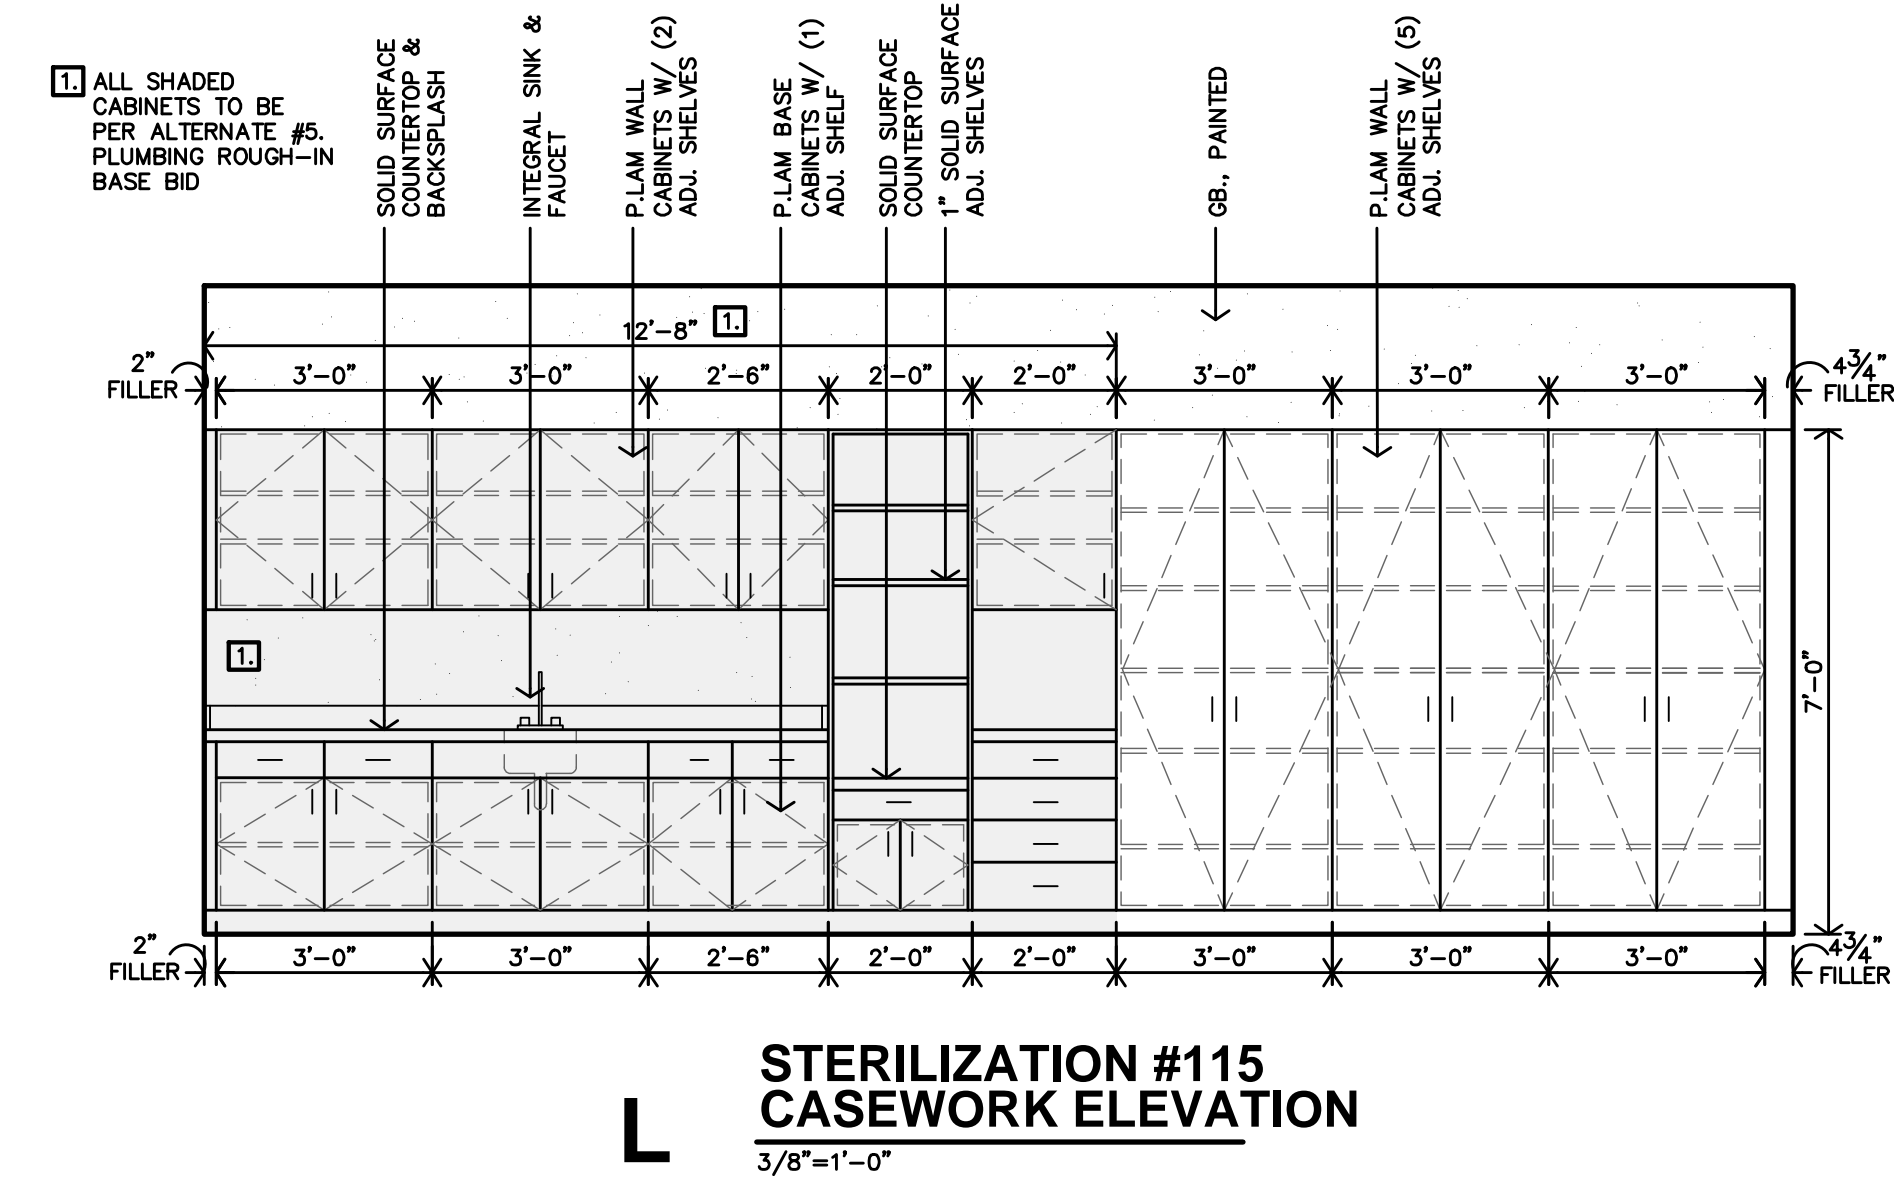 1. ALL SHADED
CABINETS TO BE
PER ALTERNATE #5.
PLUMBING ROUGH-IN
BASE BID
SOLID SURFACE
COUNTERTOP &
BACKSPLASH
INTEGRAL SINK &
FAUCET
P.LAM WALL
CABINETS W/ (2)
ADJ. SHELVES
P.LAM BASE
CABINETS W/ (1)
ADJ. SHELF
SOLID SURFACE
COUNTERTOP
1" SOLID SURFACE
ADJ. SHELVES
GB., PAINTED
P.LAM WALL
CABINETS W/ (5)
ADJ. SHELVES
12'-8" 1.
2"
FILLER
3'-0" 3'-0" 2'-6" 2'-0" 2'-0" 3'-0" 3'-0" 3'-0"
4 3/4"
FILLER
1.
7'-0"
2"
FILLER
3'-0" 3'-0" 2'-6" 2'-0" 2'-0" 3'-0" 3'-0" 3'-0"
4 3/4"
FILLER
L
STERILIZATION #115
CASEWORK ELEVATION
3/8"=1'-0"